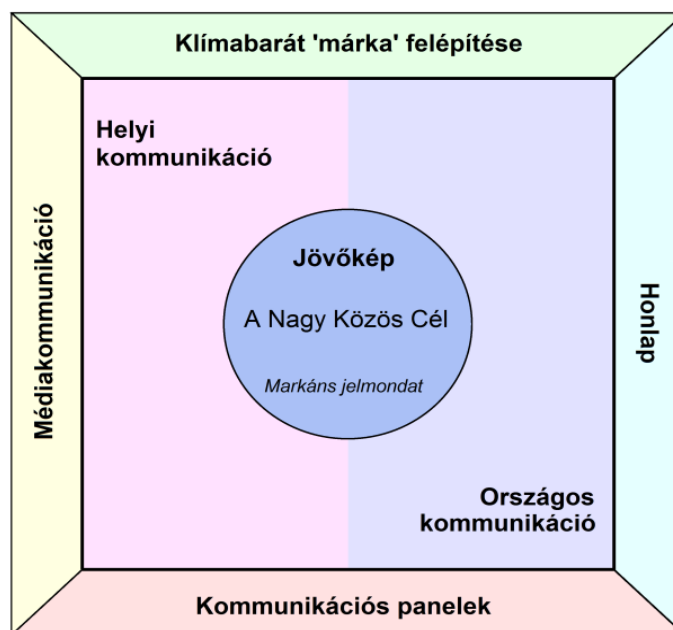 Klímabarát 'márka' felépítése
Helyi
kommunikáció
Médiakommunikáció
Jövőkép
A Nagy Közös Cél
Markáns jelmondat
Honlap
Országos
kommunikáció
Kommunikációs panelek